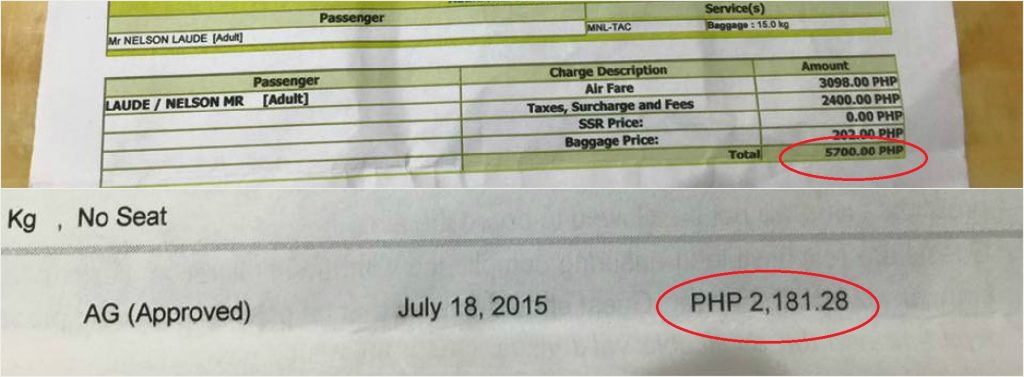 Passenger Service(s)
Mr NELSON LAUDE [Adult] MNL-TAC Baggage : 15.0 kg
Passenger Charge Description Amount
LAUDE / NELSON MR [Adult] Air Fare 3098.00 PHP
Taxes, Surcharge and Fees 2400.00 PHP
SSR Price: 0.00 PHP
Baggage Price: 202.00 PHP
Total 5700.00 PHP
Kg , No Seat
AG (Approved) July 18, 2015 PHP 2,181.28